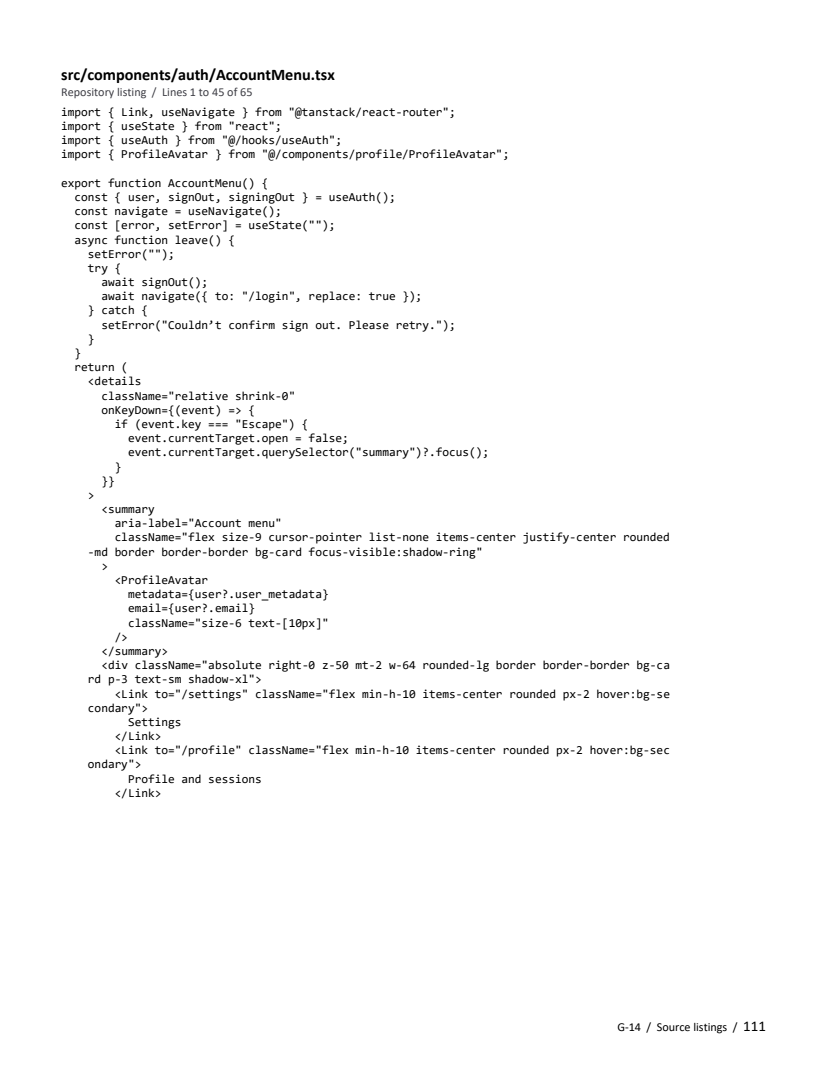 src/components/auth/AccountMenu.tsx
Repository listing / Lines 1 to 45 of 65
import { Link, useNavigate } from "@tanstack/react-router";
import { useState } from "react";
import { useAuth } from "@/hooks/useAuth";
import { ProfileAvatar } from "@/components/profile/ProfileAvatar";

export function AccountMenu() {
  const { user, signOut, signingOut } = useAuth();
  const navigate = useNavigate();
  const [error, setError] = useState("");
  async function leave() {
    setError("");
    try {
      await signOut();
      await navigate({ to: "/login", replace: true });
    } catch {
      setError("Couldn’t confirm sign out. Please retry.");
    }
  }
  return (
    <details
      className="relative shrink-0"
      onKeyDown={(event) => {
        if (event.key === "Escape") {
          event.currentTarget.open = false;
          event.currentTarget.querySelector("summary")?.focus();
        }
      }}
    >
      <summary
        aria-label="Account menu"
        className="flex size-9 cursor-pointer list-none items-center justify-center rounded
    -md border border-border bg-card focus-visible:shadow-ring"
      >
        <ProfileAvatar
          metadata={user?.user_metadata}
          email={user?.email}
          className="size-6 text-[10px]"
        />
      </summary>
      <div className="absolute right-0 z-50 mt-2 w-64 rounded-lg border border-border bg-ca
    rd p-3 text-sm shadow-xl">
        <Link to="/settings" className="flex min-h-10 items-center rounded px-2 hover:bg-se
    condary">
          Settings
        </Link>
        <Link to="/profile" className="flex min-h-10 items-center rounded px-2 hover:bg-sec
    ondary">
          Profile and sessions
        </Link>
G-14 / Source listings / 111